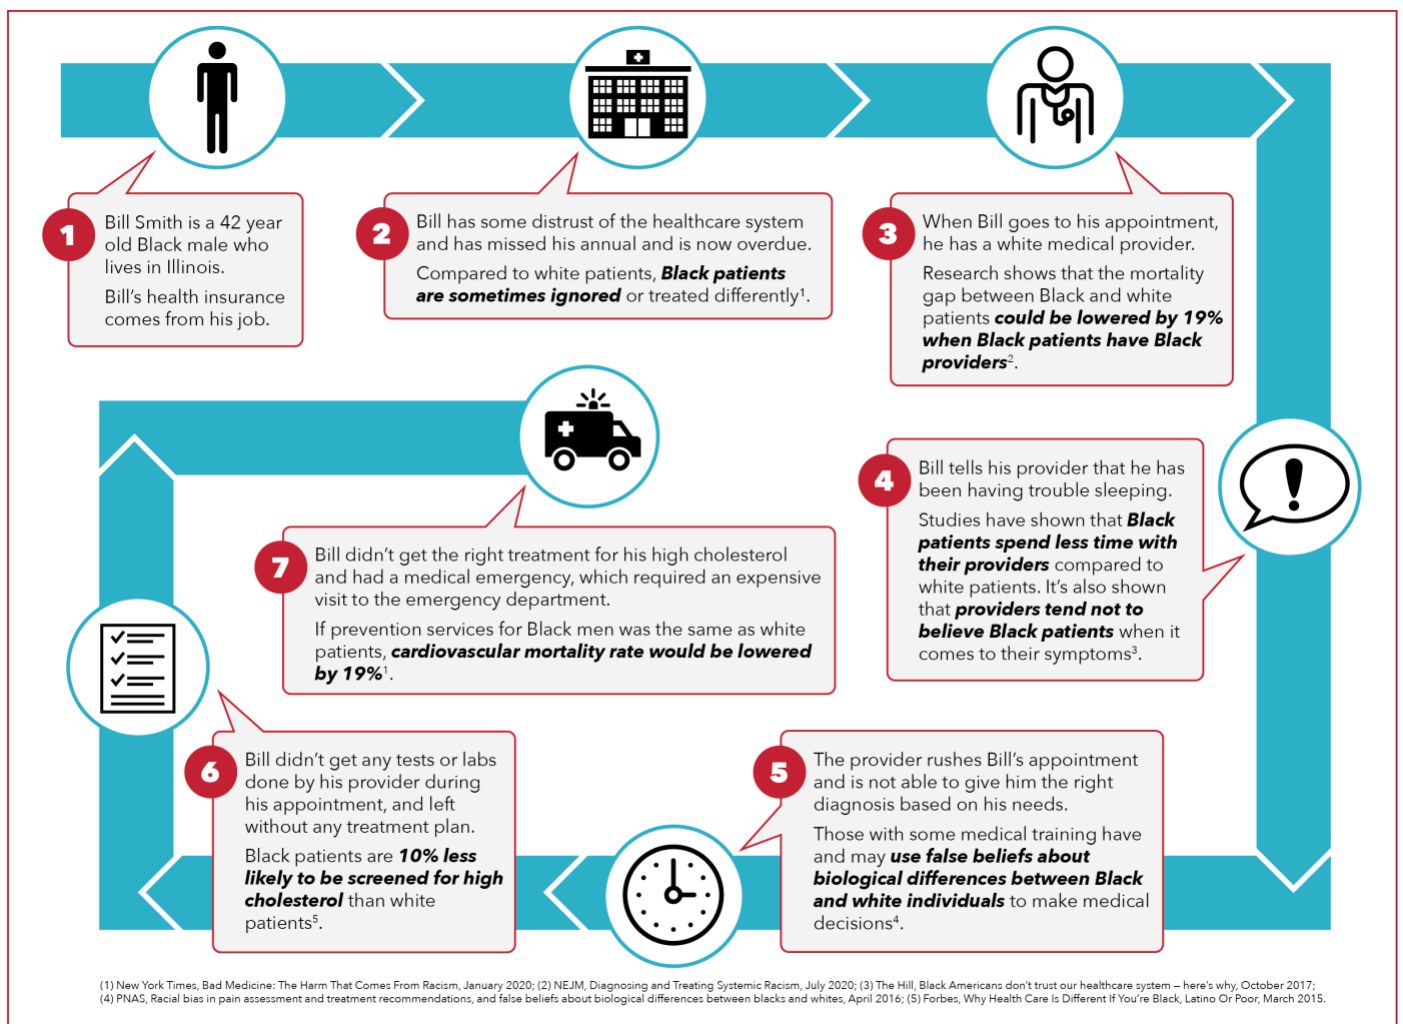 1
Bill Smith is a 42 year
old Black male who
lives in Illinois.
Bill’s health insurance
comes from his job.
2
Bill has some distrust of the healthcare system
and has missed his annual and is now overdue.
Compared to white patients, Black patients
are sometimes ignored or treated differently¹.
3
When Bill goes to his appointment,
he has a white medical provider.
Research shows that the mortality
gap between Black and white
patients could be lowered by 19%
when Black patients have Black
providers².
4
Bill tells his provider that he has
been having trouble sleeping.
Studies have shown that Black
patients spend less time with
their providers compared to
white patients. It’s also shown
that providers tend not to
believe Black patients when it
comes to their symptoms³.
5
The provider rushes Bill’s appointment
and is not able to give him the right
diagnosis based on his needs.
Those with some medical training have
and may use false beliefs about
biological differences between Black
and white individuals to make medical
decisions⁴.
6
Bill didn’t get any tests or labs
done by his provider during
his appointment, and left
without any treatment plan.
Black patients are 10% less
likely to be screened for high
cholesterol than white
patients⁵.
7
Bill didn’t get the right treatment for his high cholesterol
and had a medical emergency, which required an expensive
visit to the emergency department.
If prevention services for Black men was the same as white
patients, cardiovascular mortality rate would be lowered
by 19%¹.
(1) New York Times, Bad Medicine: The Harm That Comes From Racism, January 2020; (2) NEJM, Diagnosing and Treating Systemic Racism, July 2020; (3) The Hill, Black Americans don’t trust our healthcare system – here’s why, October 2017;
(4) PNAS, Racial bias in pain assessment and treatment recommendations, and false beliefs about biological differences between blacks and whites, April 2016; (5) Forbes, Why Health Care Is Different If You’re Black, Latino Or Poor, March 2015.